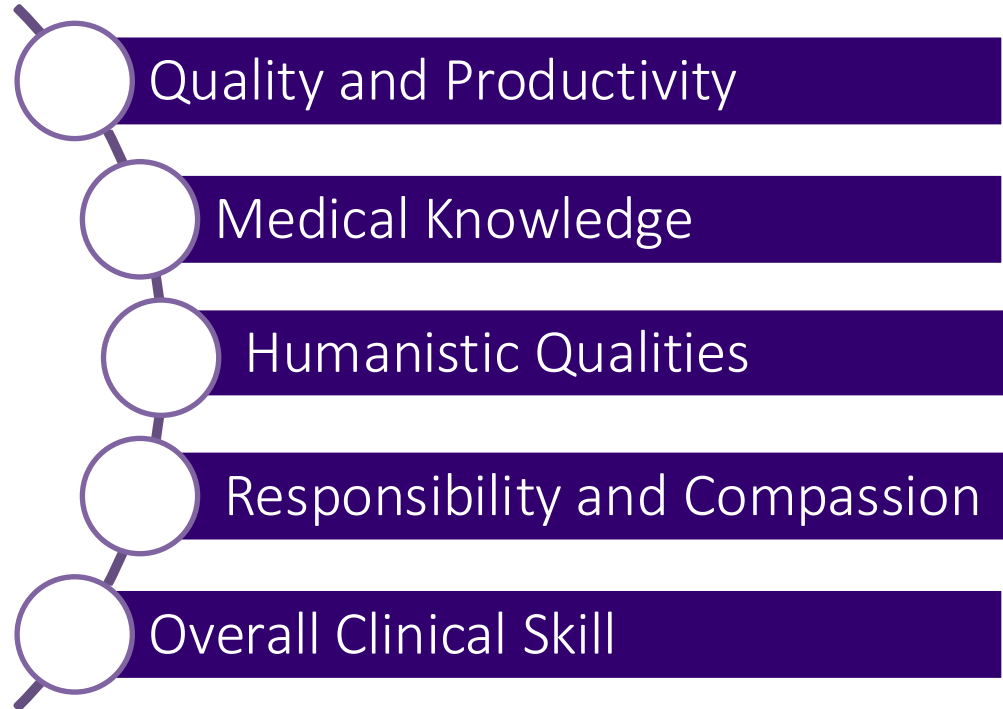 Quality and Productivity
Medical Knowledge
Humanistic Qualities
Responsibility and Compassion
Overall Clinical Skill